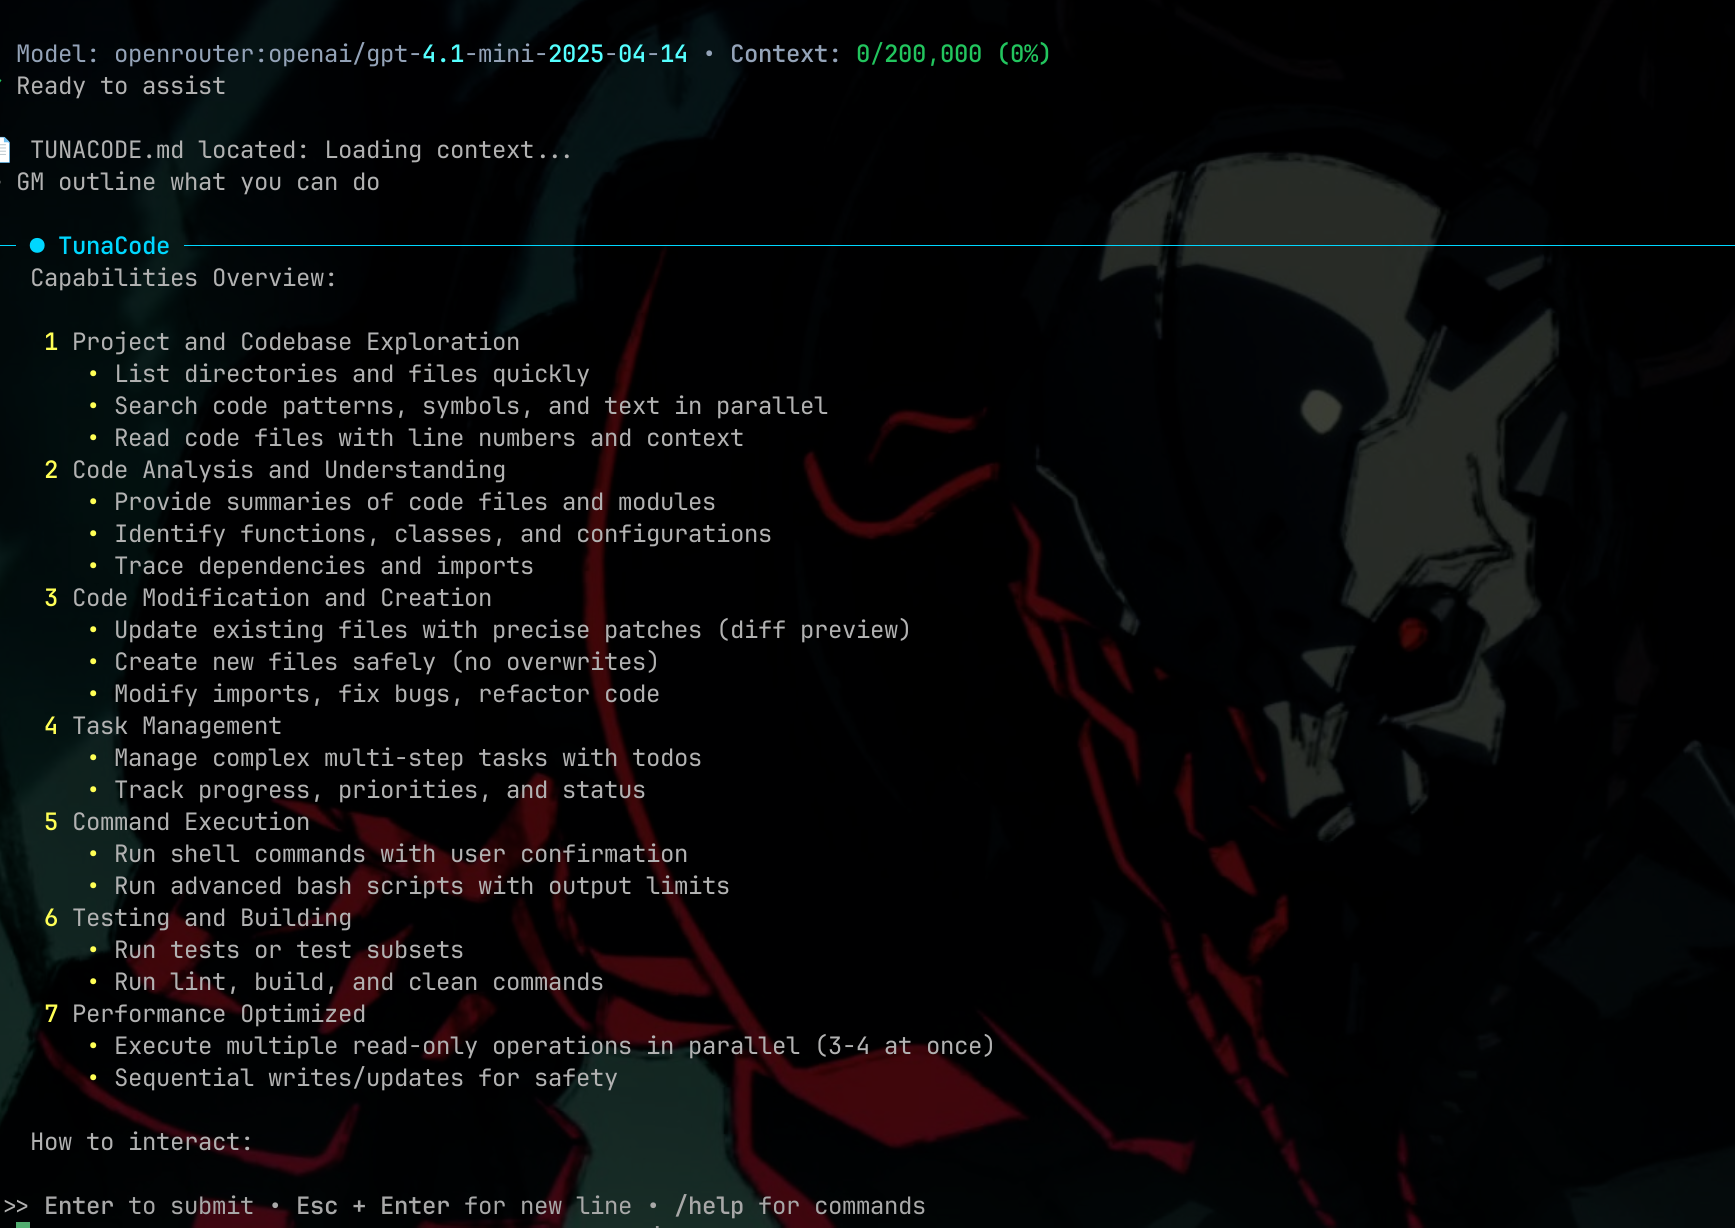 Model: openrouter:openai/gpt-4.1-mini-2025-04-14 • Context: 0/200,000 (0%)
Ready to assist
TUNACODE.md located: Loading context...
GM outline what you can do
● TunaCode
Capabilities Overview:
1 Project and Codebase Exploration
• List directories and files quickly
• Search code patterns, symbols, and text in parallel
• Read code files with line numbers and context
2 Code Analysis and Understanding
• Provide summaries of code files and modules
• Identify functions, classes, and configurations
• Trace dependencies and imports
3 Code Modification and Creation
• Update existing files with precise patches (diff preview)
• Create new files safely (no overwrites)
• Modify imports, fix bugs, refactor code
4 Task Management
• Manage complex multi-step tasks with todos
• Track progress, priorities, and status
5 Command Execution
• Run shell commands with user confirmation
• Run advanced bash scripts with output limits
6 Testing and Building
• Run tests or test subsets
• Run lint, build, and clean commands
7 Performance Optimized
• Execute multiple read-only operations in parallel (3-4 at once)
• Sequential writes/updates for safety
How to interact:
>> Enter to submit • Esc + Enter for new line • /help for commands